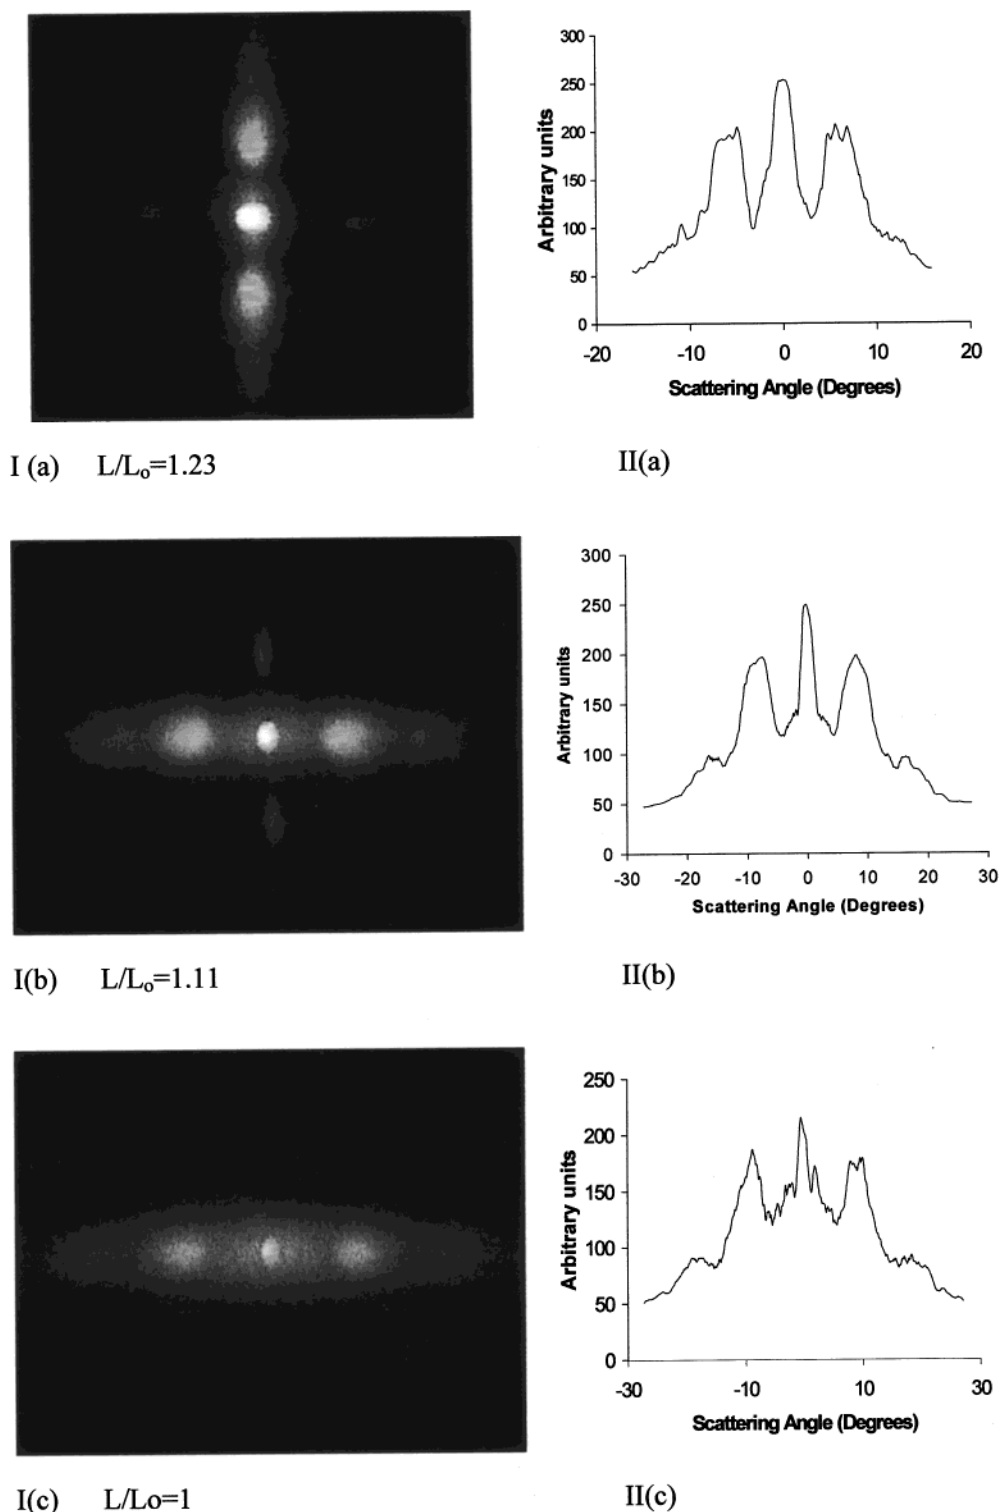 300
250
200
150
100
50
0
Arbitrary units
-20 -10 0 10 20
Scattering Angle (Degrees)
I (a) L/Lₒ=1.23
II(a)
300
250
200
150
100
50
0
Arbitrary units
-30 -20 -10 0 10 20 30
Scattering Angle (Degrees)
I(b) L/Lₒ=1.11
II(b)
250
200
150
100
50
0
Arbitrary units
-30 -10 10 30
Scattering Angle (Degrees)
I(c) L/Lo=1
II(c)